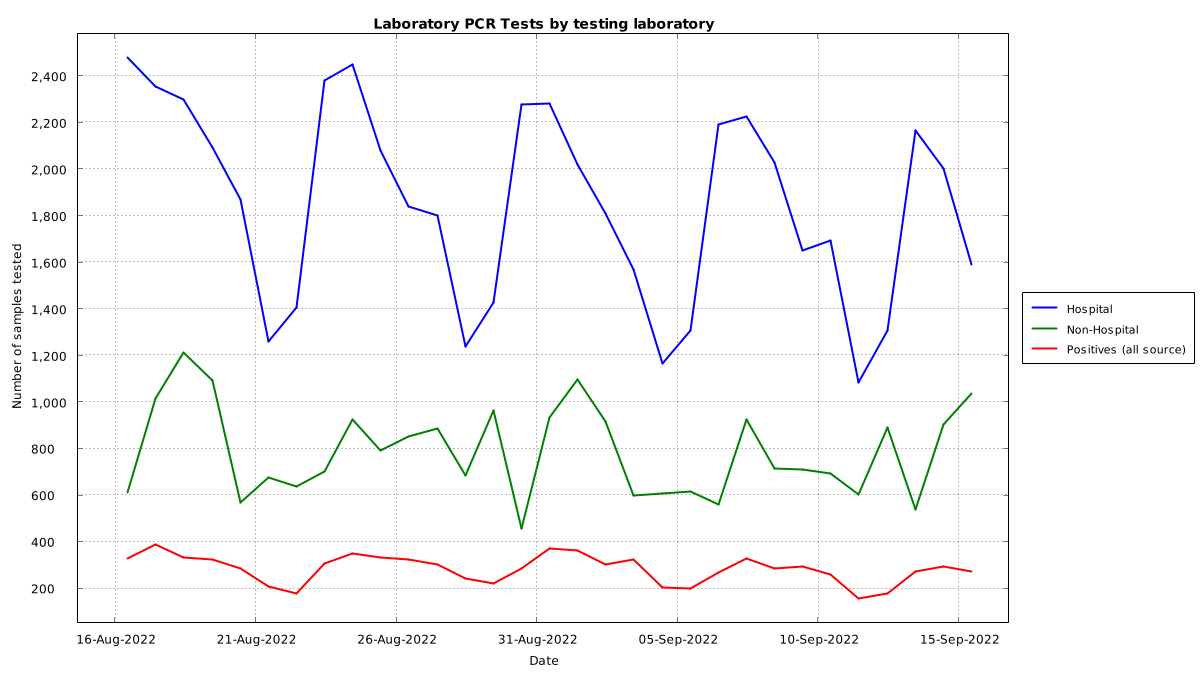 Laboratory PCR Tests by testing laboratory
2,400
2,200
2,000
1,800
1,600
1,400
1,200
1,000
800
600
400
200
Number of samples tested
16-Aug-2022 21-Aug-2022 26-Aug-2022 31-Aug-2022 05-Sep-2022 10-Sep-2022 15-Sep-2022
Date
Hospital
Non-Hospital
Positives (all source)